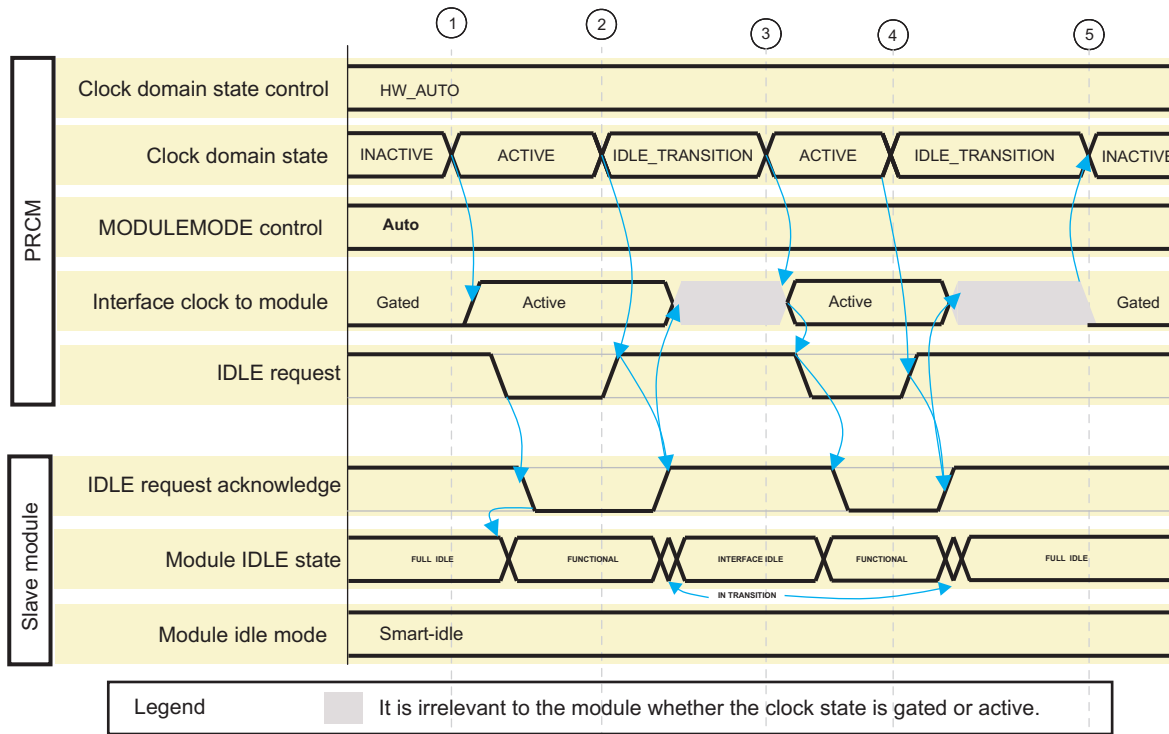 1 2 3 4 5
PRCM
Clock domain state control HW_AUTO
Clock domain state INACTIVE ACTIVE IDLE_TRANSITION ACTIVE IDLE_TRANSITION INACTIVE
MODULEMODE control Auto
Interface clock to module Gated Active Active Gated
IDLE request
Slave module
IDLE request acknowledge
Module IDLE state FULL IDLE FUNCTIONAL INTERFACE IDLE FUNCTIONAL FULL IDLE
IN TRANSITION
Module idle mode Smart-idle
Legend It is irrelevant to the module whether the clock state is gated or active.